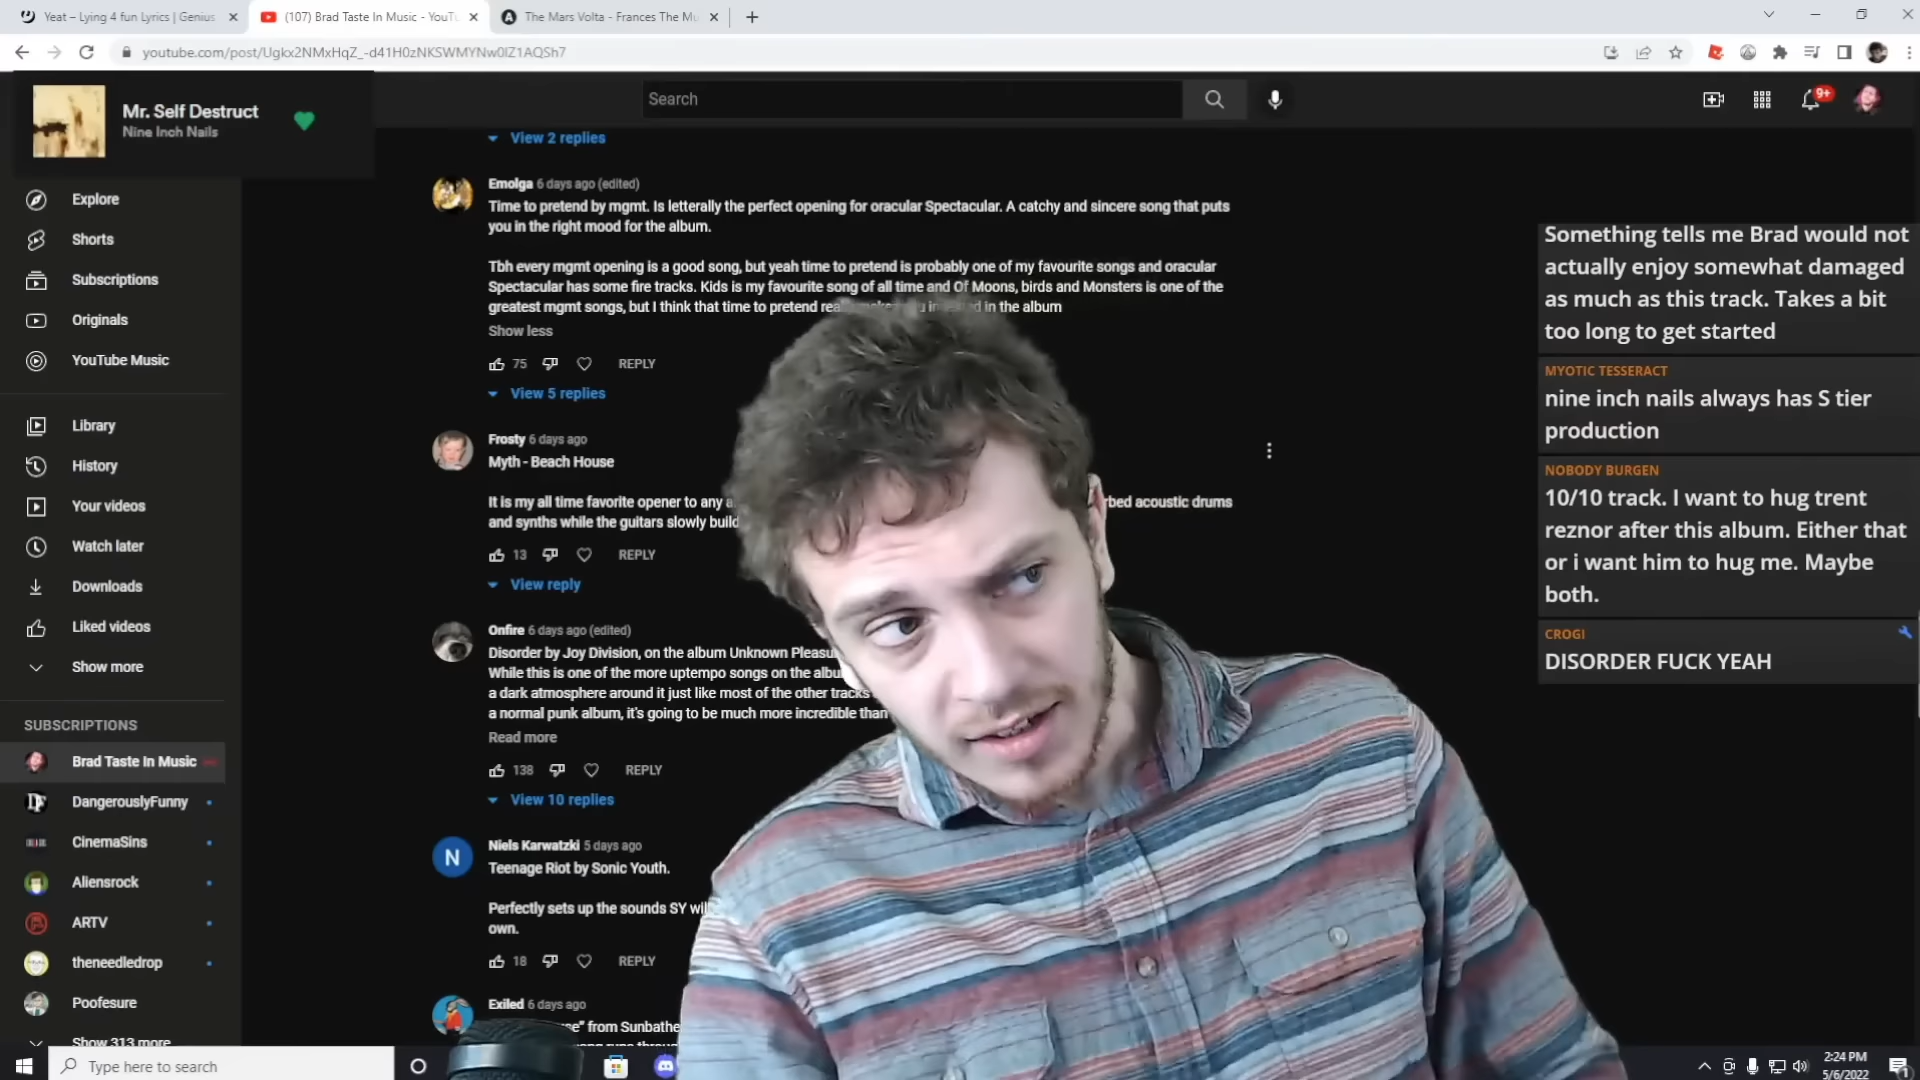 Yeat – Lying 4 fun Lyrics | Genius
(107) Brad Taste In Music - YouTu
The Mars Volta - Frances The Mu
youtube.com/post/Ugkx2NMxHqZ_-d41H0zNKSWMYNw0lZ1AQSh7
Mr. Self Destruct
Nine Inch Nails
Search
9+
Explore
Shorts
Subscriptions
Originals
YouTube Music
Library
History
Your videos
Watch later
Downloads
Liked videos
Show more
SUBSCRIPTIONS
Brad Taste In Music
DangerouslyFunny
CinemaSins
Aliensrock
ARTV
theneedledrop
Poofesure
Show 313 more
View 2 replies
Emolga 6 days ago (edited)
Time to pretend by mgmt. Is letterally the perfect opening for oracular Spectacular. A catchy and sincere song that puts
you in the right mood for the album.
Tbh every mgmt opening is a good song, but yeah time to pretend is probably one of my favourite songs and oracular
Spectacular has some fire tracks. Kids is my favourite song of all time and Of Moons, birds and Monsters is one of the
greatest mgmt songs, but I think that time to pretend in the album
Show less
75 REPLY
View 5 replies
Frosty 6 days ago
Myth - Beach House
It is my all time favorite opener to any acoustic drums
and synths while the guitars slowly build
13 REPLY
View reply
Onfire 6 days ago (edited)
Disorder by Joy Division, on the album Unknown
While this is one of the more uptempo songs on the
a dark atmosphere around it just like most of the other tracks
a normal punk album, it's going to be much more incredible than
Read more
138 REPLY
View 10 replies
N
Niels Karwatzki 5 days ago
Teenage Riot by Sonic Youth.
Perfectly sets up the sounds SY
own.
18 REPLY
Exiled 6 days ago
from
Something tells me Brad would not
actually enjoy somewhat damaged
as much as this track. Takes a bit
too long to get started
MYOTIC TESSERACT
nine inch nails always has S tier
production
NOBODY BURGEN
10/10 track. I want to hug trent
reznor after this album. Either that
or i want him to hug me. Maybe
both.
CROGI
DISORDER FUCK YEAH
Type here to search
2:24 PM
5/6/2022
1